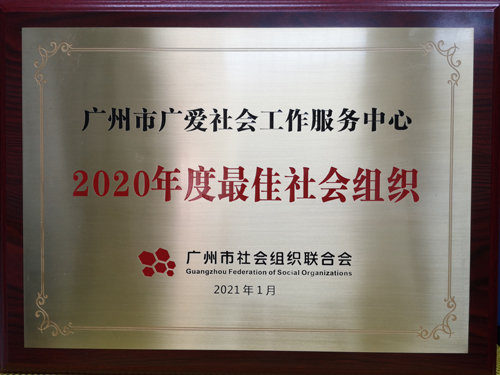 广州市广爱社会工作服务中心
2020年度最佳社会组织
广州市社会组织联合会
Guangzhou Federation of Social Organizations
2021年1月